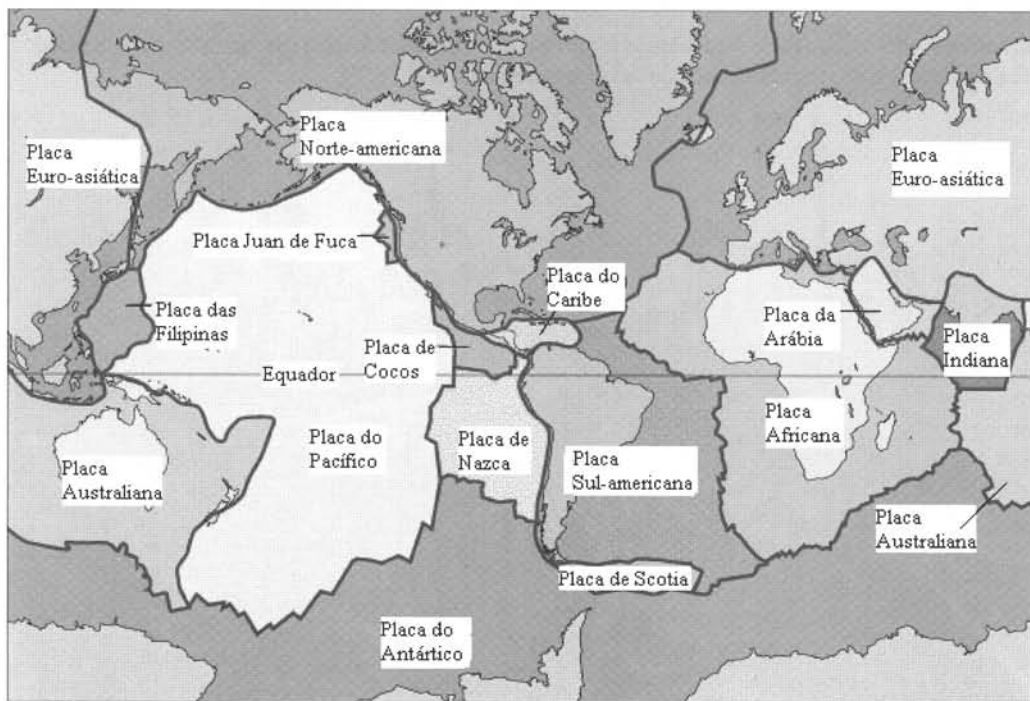 Placa
Norte-americana
Placa
Euro-asiática
Placa
Euro-asiática
Placa Juan de Fuca
Placa do
Caribe
Placa das
Filipinas
Placa da
Arábia
Placa de
Cocos
Placa
Indiana
Equador
Placa
Africana
Placa do
Pacífico
Placa de
Nazca
Placa
Sul-americana
Placa
Australiana
Placa
Australiana
Placa de Scotia
Placa do
Antártico